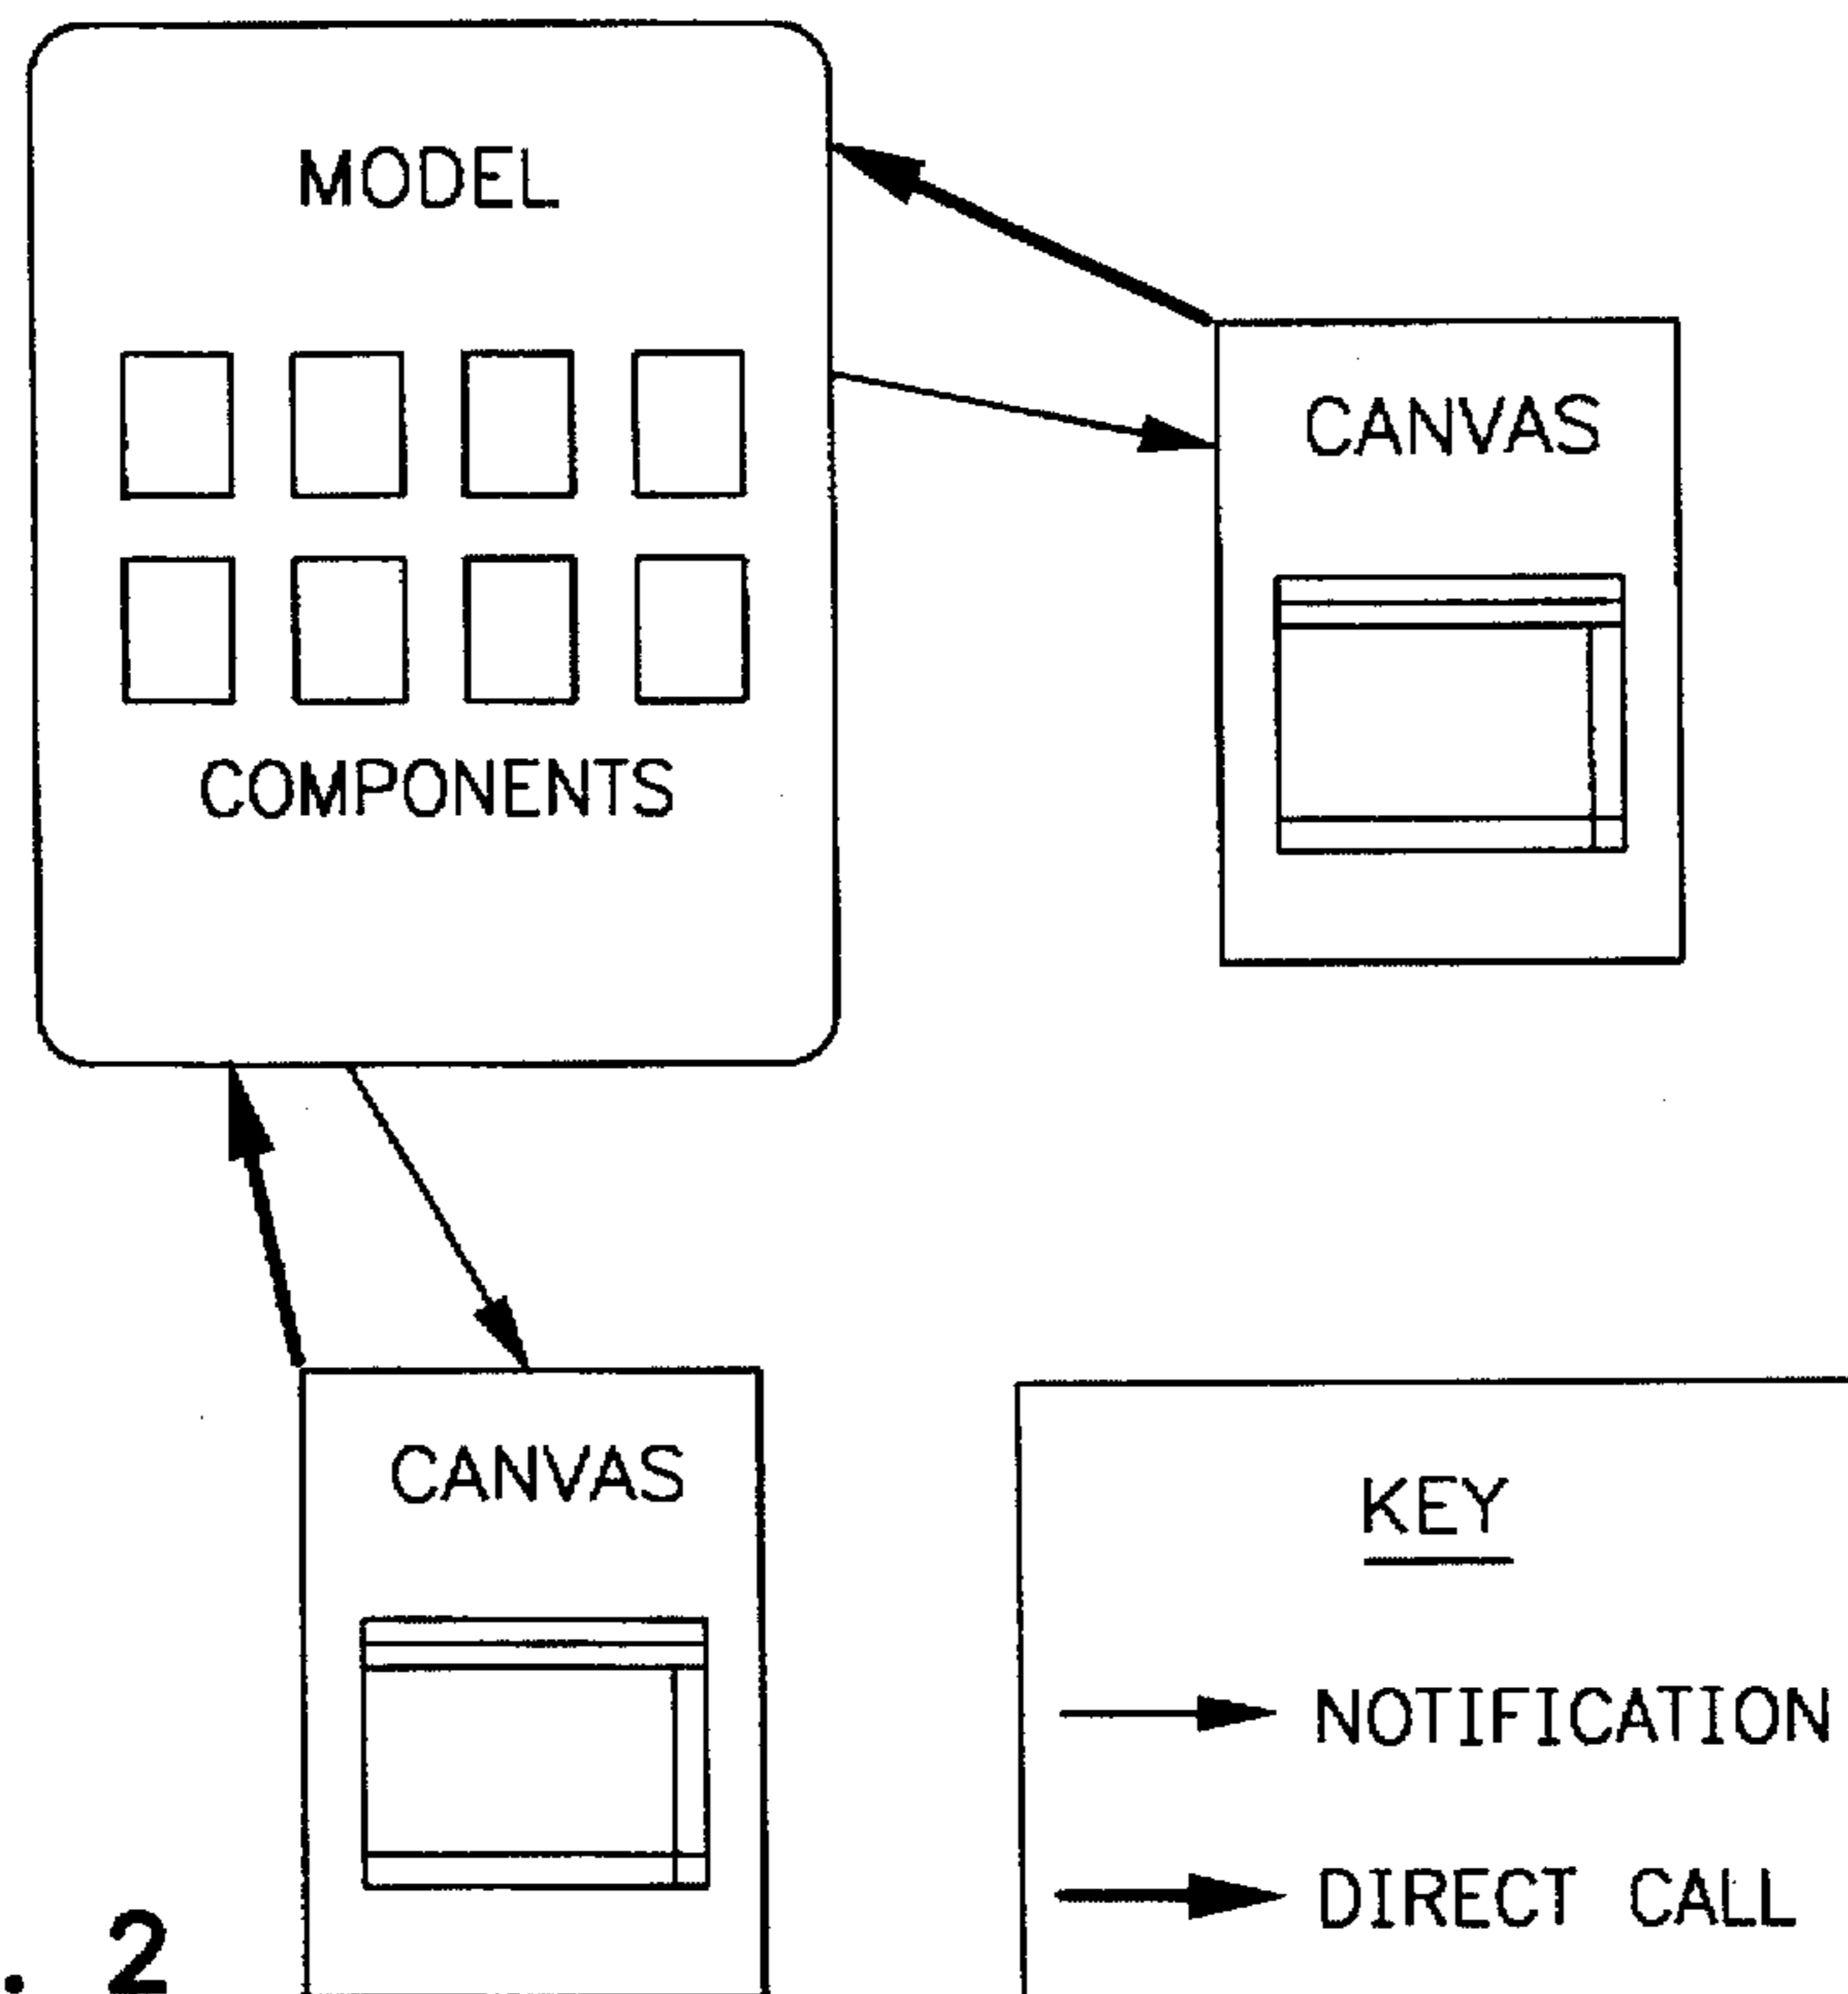 MODEL
COMPONENTS
CANVAS
CANVAS
KEY
NOTIFICATION
DIRECT CALL
. 2